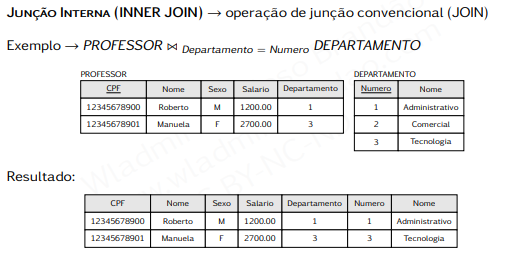 JUNÇÃO INTERNA (INNER JOIN) → operação de junção convencional (JOIN)
Exemplo → PROFESSOR ⋈ Departamento = Numero DEPARTAMENTO
PROFESSOR
CPF Nome Sexo Salario Departamento
12345678900 Roberto M 1200.00 1
12345678901 Manuela F 2700.00 3
DEPARTAMENTO
Numero Nome
1 Administrativo
2 Comercial
3 Tecnologia
Resultado:
CPF Nome Sexo Salario Departamento Numero Nome
12345678900 Roberto M 1200.00 1 1 Administrativo
12345678901 Manuela F 2700.00 3 3 Tecnologia